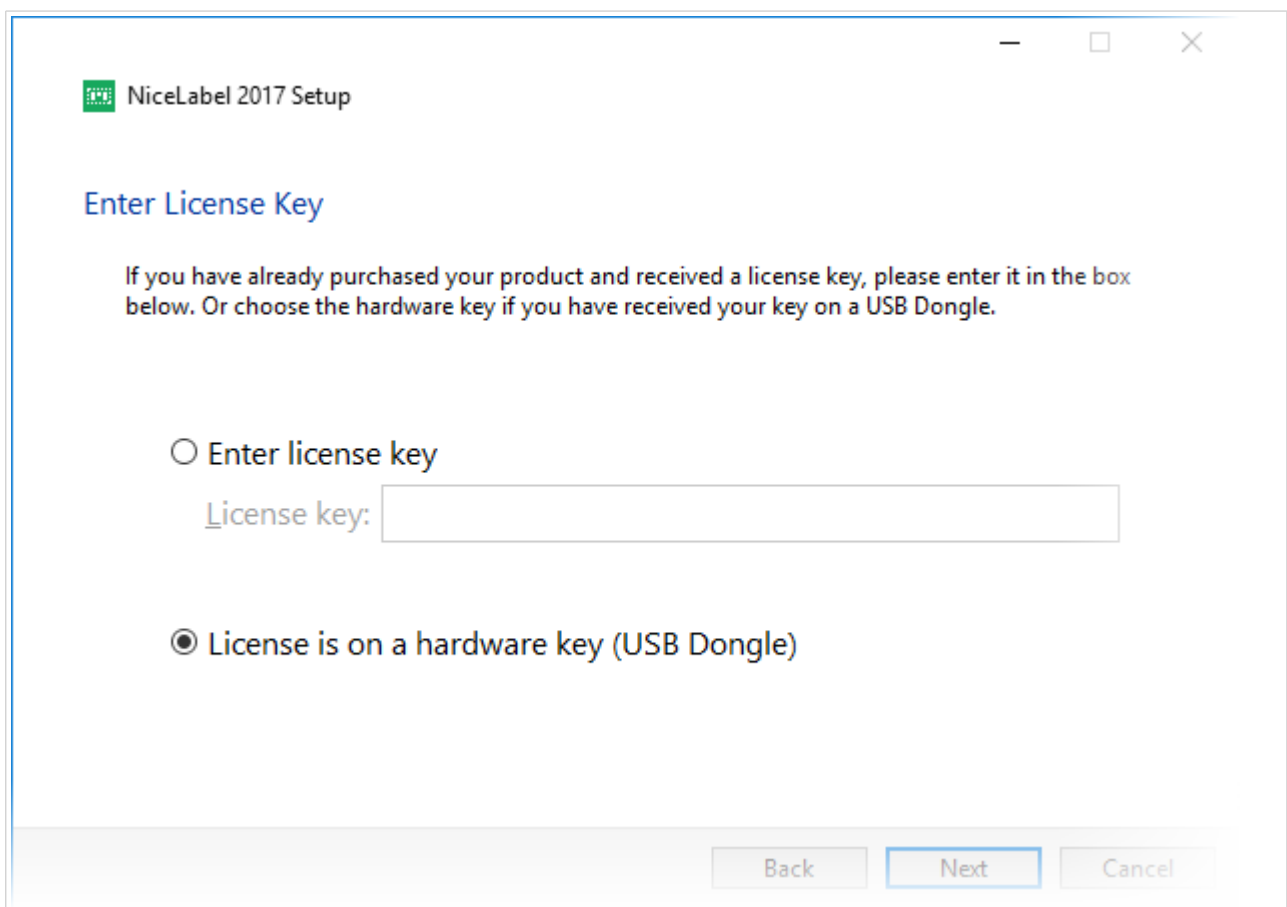 NiceLabel 2017 Setup
Enter License Key
If you have already purchased your product and received a license key, please enter it in the box
below. Or choose the hardware key if you have received your key on a USB Dongle.
Enter license key
License key:
License is on a hardware key (USB Dongle)
Back Next Cancel